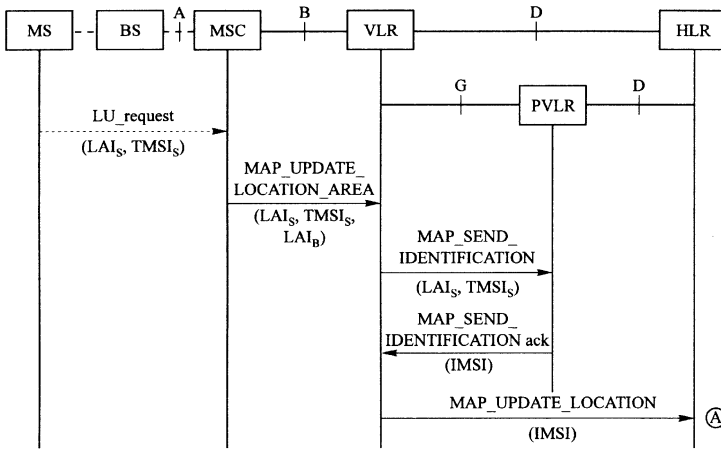 A
B
D
MS
BS
MSC
VLR
HLR
G
D
PVLR
LU_request
(LAI_S, TMSI_S)
MAP_UPDATE_
LOCATION_AREA
(LAI_S, TMSI_S,
LAI_B)
MAP_SEND_
IDENTIFICATION
(LAI_S, TMSI_S)
MAP_SEND_
IDENTIFICATION ack
(IMSI)
MAP_UPDATE_LOCATION
(IMSI)
A